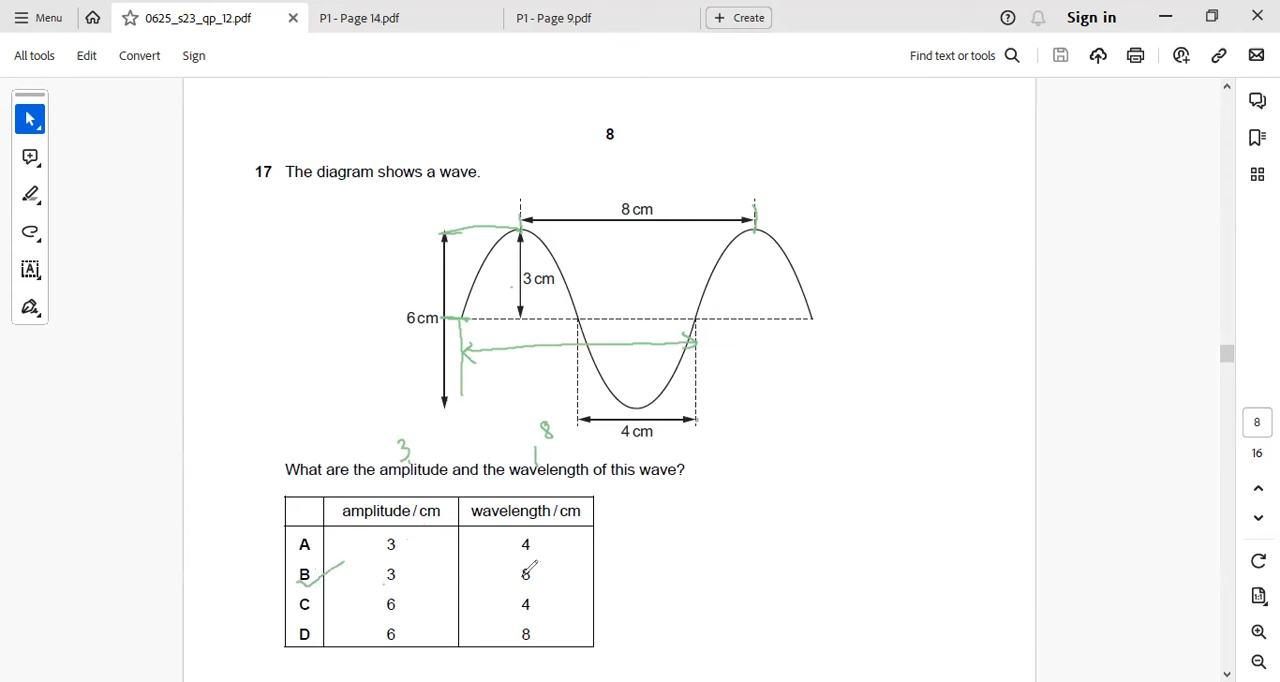 Menu 0625_s23_qp_12.pdf P1 - Page 14.pdf P1 - Page 9.pdf + Create Sign in
All tools Edit Convert Sign Find text or tools
8
17 The diagram shows a wave.
8 cm
3 cm
6 cm
4 cm
3 8
What are the amplitude and the wavelength of this wave?
amplitude / cm wavelength / cm
A 3 4
B 3 8
C 6 4
D 6 8
8
16